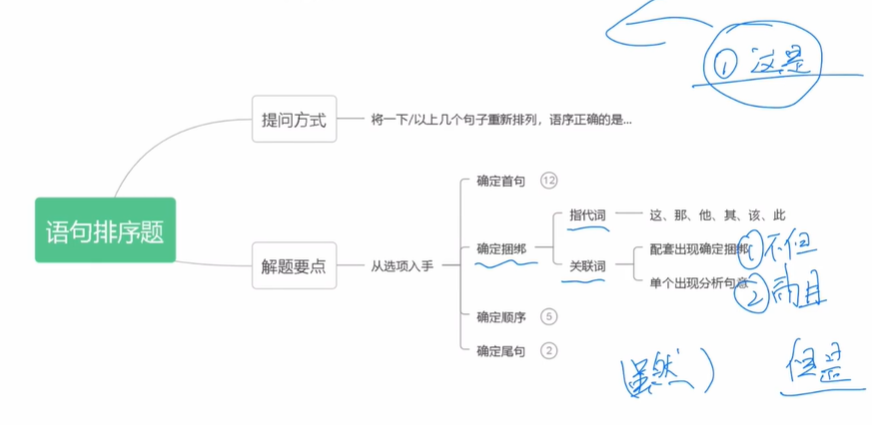 ① 这是
提问方式
将一下/以上几个句子重新排列，语序正确的是...
语句排序题
解题要点
从选项入手
确定首句 ⑫
确定捆绑
指代词
这、那、他、其、该、此
关联词
配套出现确定捆绑
①不但
单个出现分析句意
②而且
确定顺序 ⑤
确定尾句 ②
(虽然)
但是